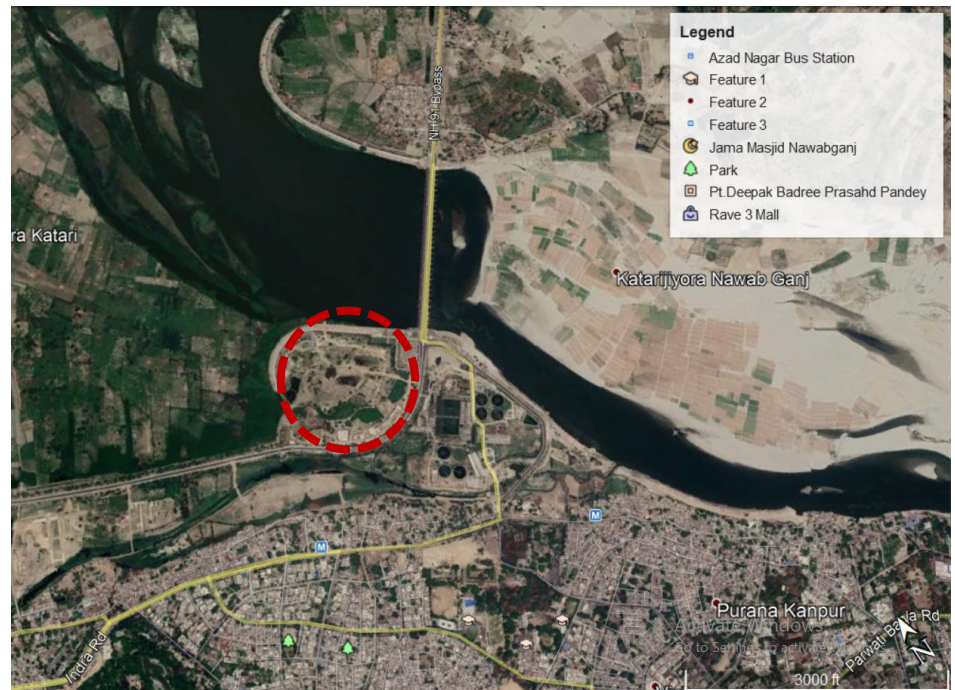 Legend
Azad Nagar Bus Station
Feature 1
Feature 2
Feature 3
Jama Masjid Nawabganj
Park
Pt.Deepak Badree Prasahd Pandey
Rave 3 Mall
NH 91 Bypass
ra Katari
Katarijiyora Nawab Ganj
M
M
Purana Kanpur
Activate Windows
Go to Settings to activate
Indra Rd
Parwati Bagla Rd
N
3000 ft